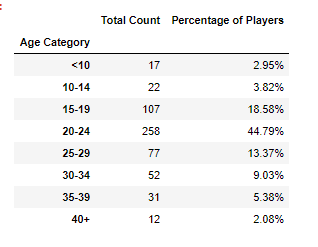 Total Count Percentage of Players
Age Category
<10 17 2.95%
10-14 22 3.82%
15-19 107 18.58%
20-24 258 44.79%
25-29 77 13.37%
30-34 52 9.03%
35-39 31 5.38%
40+ 12 2.08%